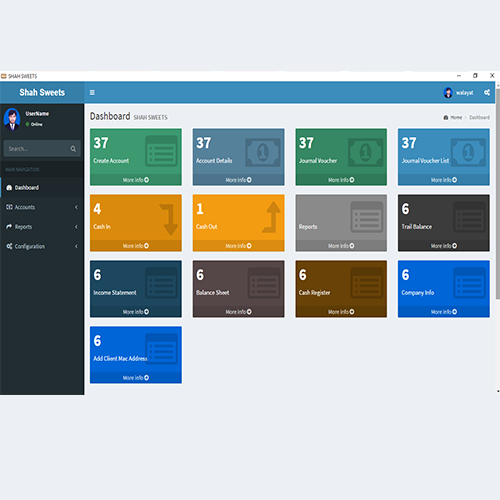 SHAH SWEETS
Shah Sweets
walayat
UserName
Online
Search...
MAIN NAVIGATION
Dashboard
Accounts
Reports
Configuration
Dashboard SHAH SWEETS
Home > Dashboard
37
Create Account
More info
37
Account Details
More info
37
Journal Voucher
More info
37
Journal Voucher List
More info
4
Cash In
More info
1
Cash Out
More info
Reports
More info
6
Trail Balance
More info
6
Income Statement
More info
6
Balance Sheet
More info
6
Cash Register
More info
6
Company Info
More info
6
Add Client Mac Address
More info